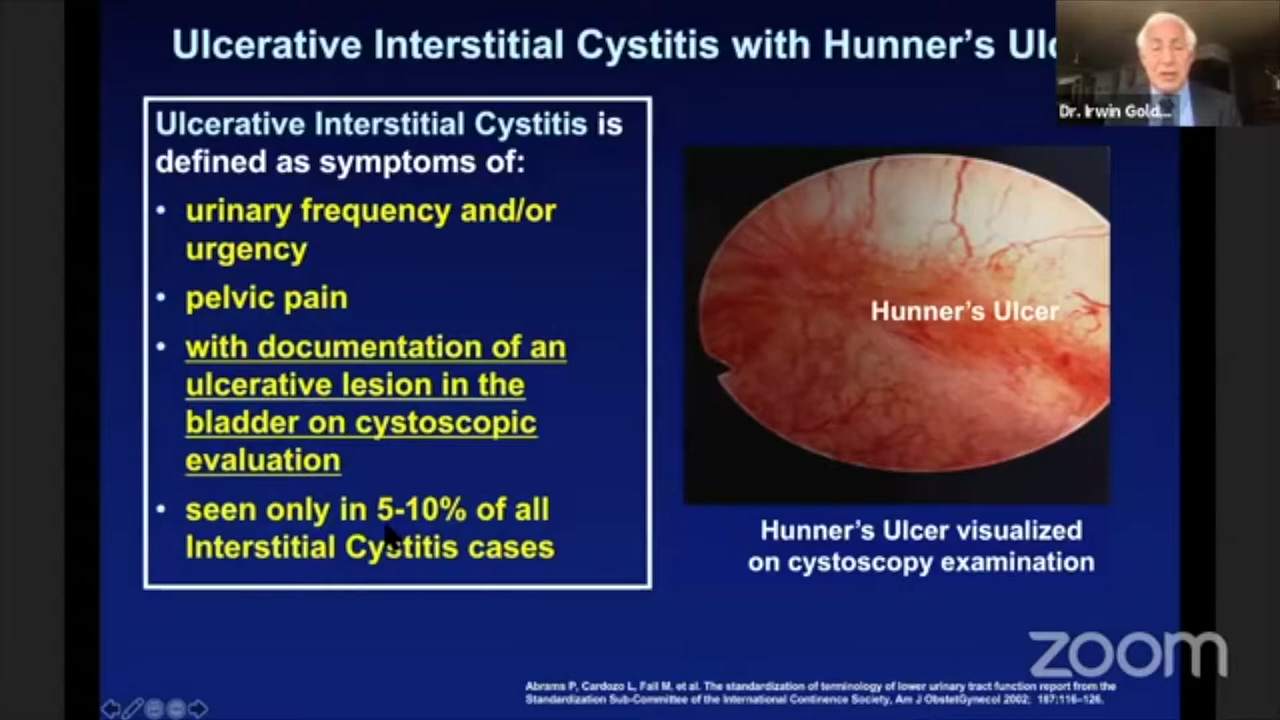 Ulcerative Interstitial Cystitis with Hunner's Ulc
Dr. Irwin Gold...
Ulcerative Interstitial Cystitis is
defined as symptoms of:
• urinary frequency and/or
urgency
• pelvic pain
• with documentation of an
ulcerative lesion in the
bladder on cystoscopic
evaluation
• seen only in 5-10% of all
Interstitial Cystitis cases
Hunner's Ulcer
Hunner's Ulcer visualized
on cystoscopy examination
zoom
Abrams P, Cardozo L, Fall M, et al. The standardization of terminology of lower urinary tract function report from the
Standardization Sub-Committee of the International Continence Society, Am J ObstetGynecol 2002; 187:116–126.